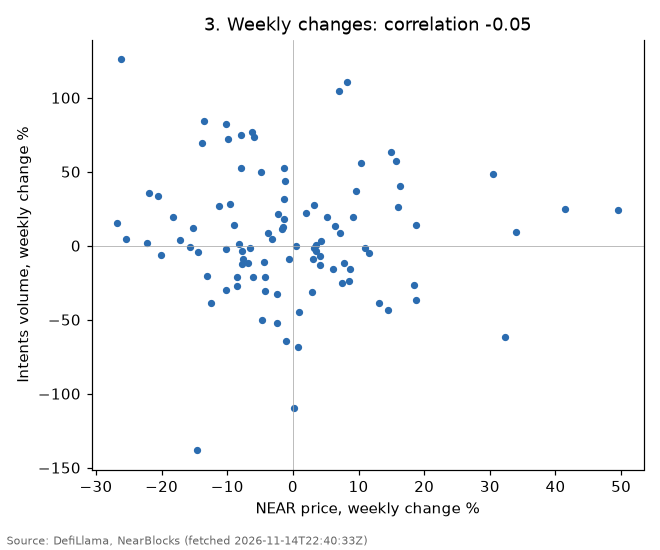 3. Weekly changes: correlation -0.05
Intents volume, weekly change %
100
50
0
−50
−100
−150
−30 −20 −10 0 10 20 30 40 50
NEAR price, weekly change %
Source: DefiLlama, NearBlocks (fetched 2026-11-14T22:40:33Z)